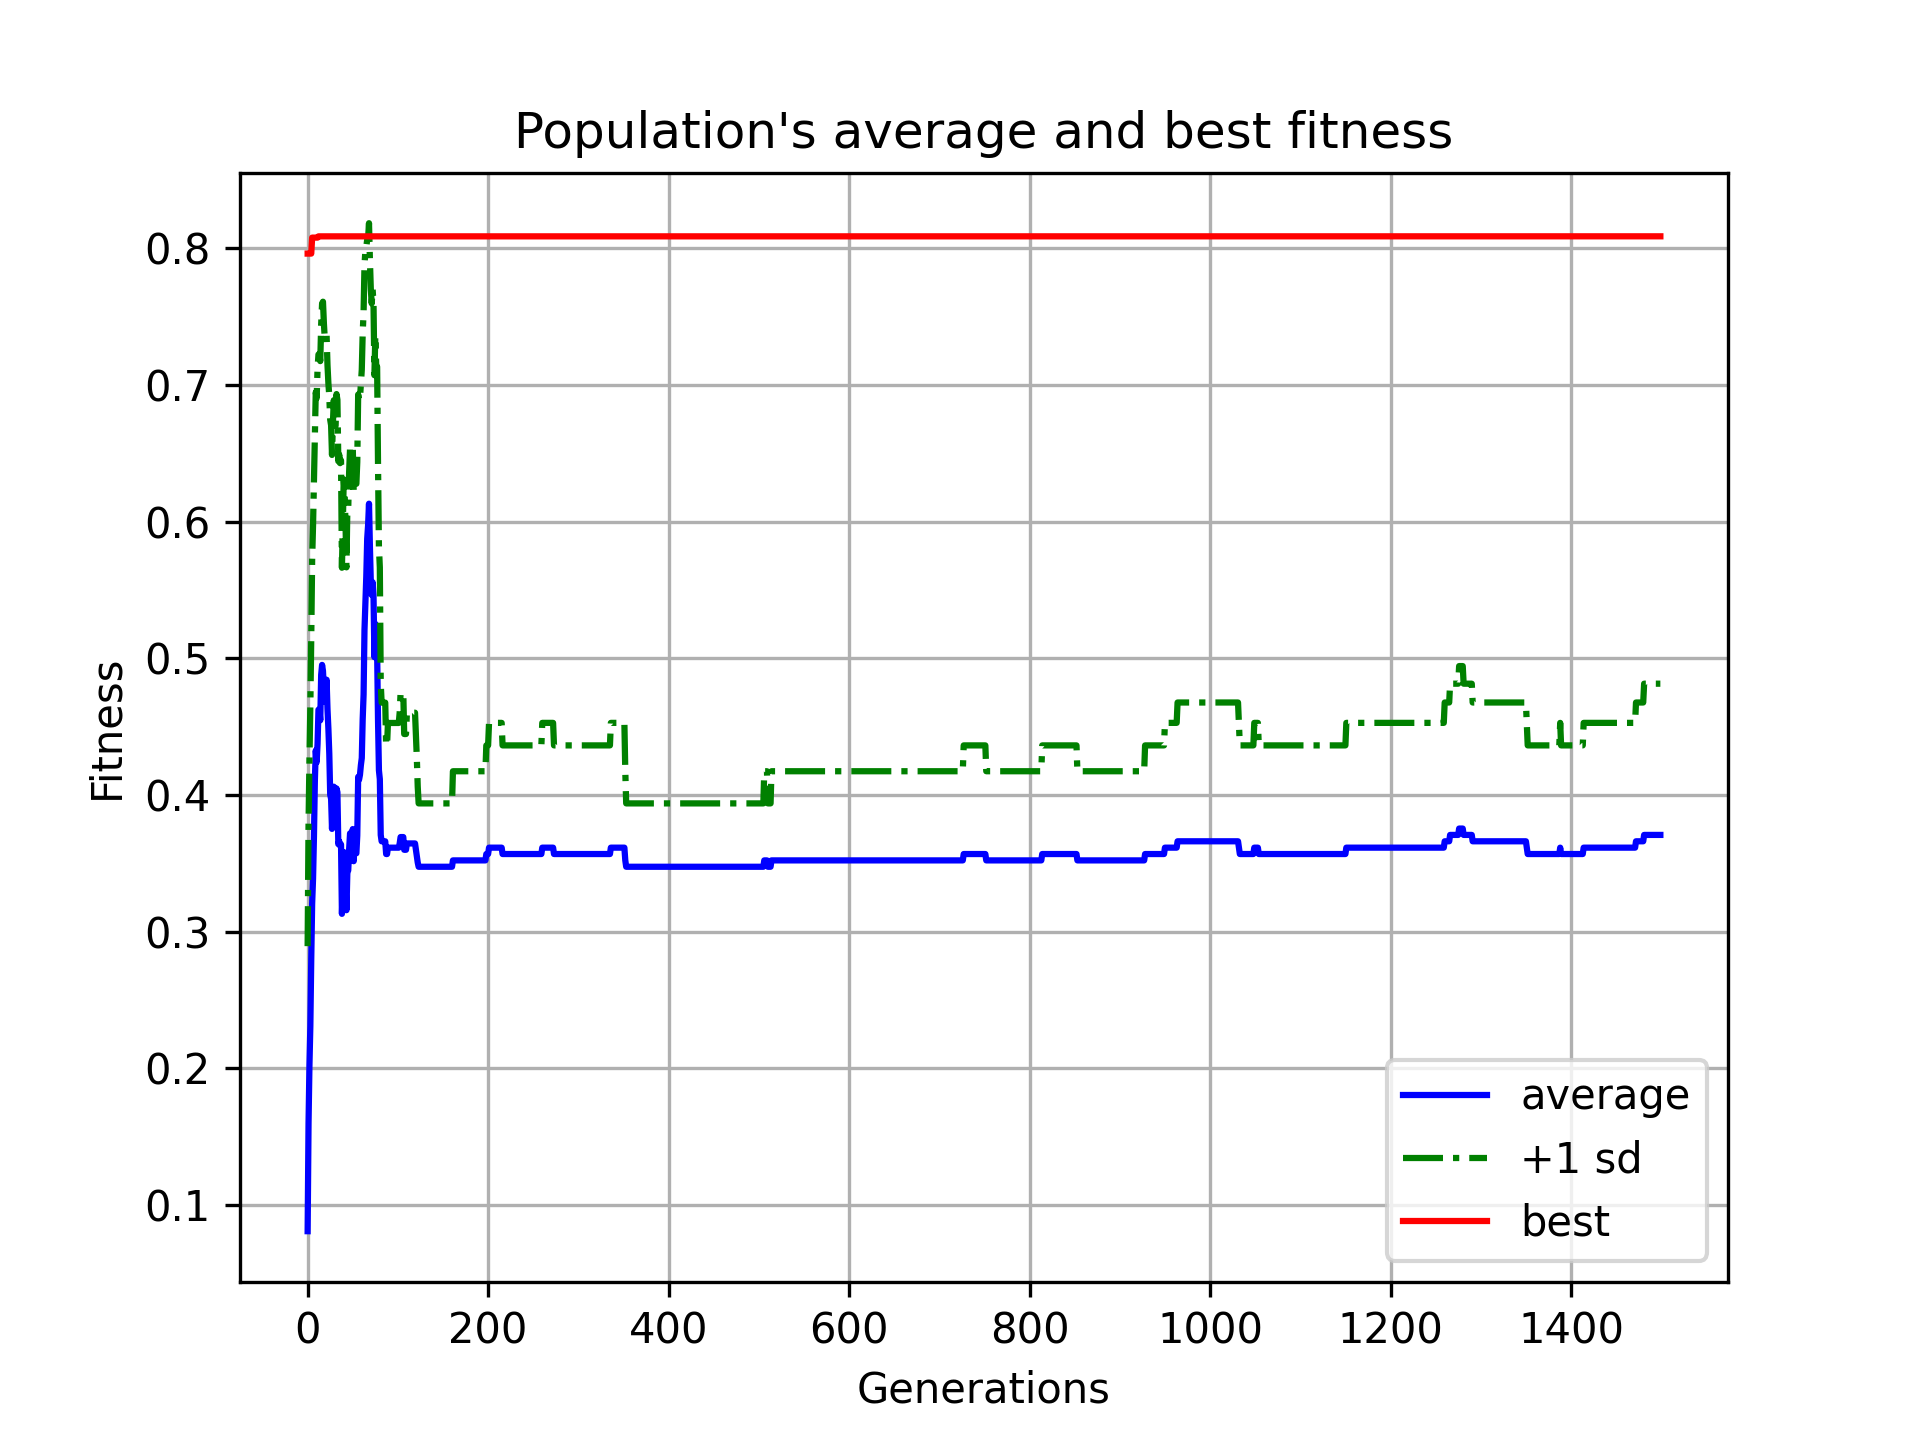 Population's average and best fitness
Fitness
0.8
0.7
0.6
0.5
0.4
0.3
0.2
0.1
average
+1 sd
best
0 200 400 600 800 1000 1200 1400
Generations